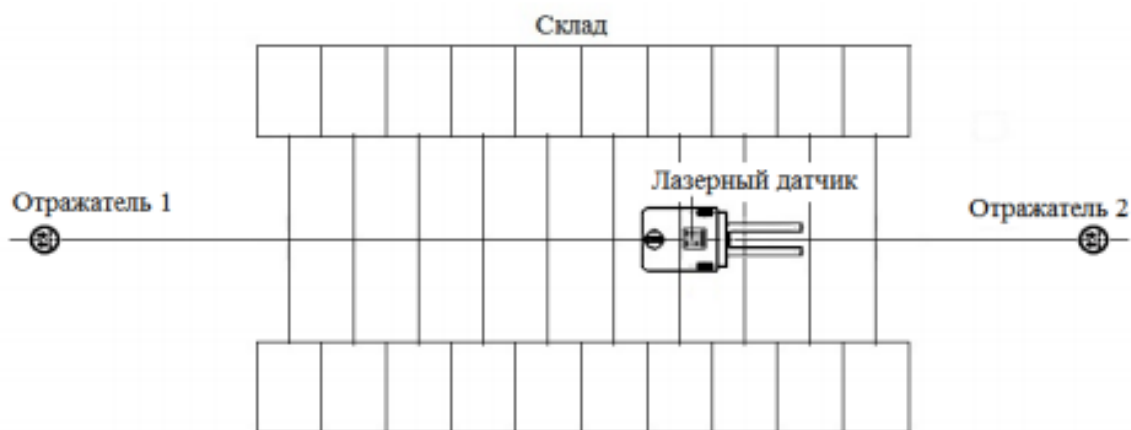 Склад
Лазерный датчик
Отражатель 1
Отражатель 2